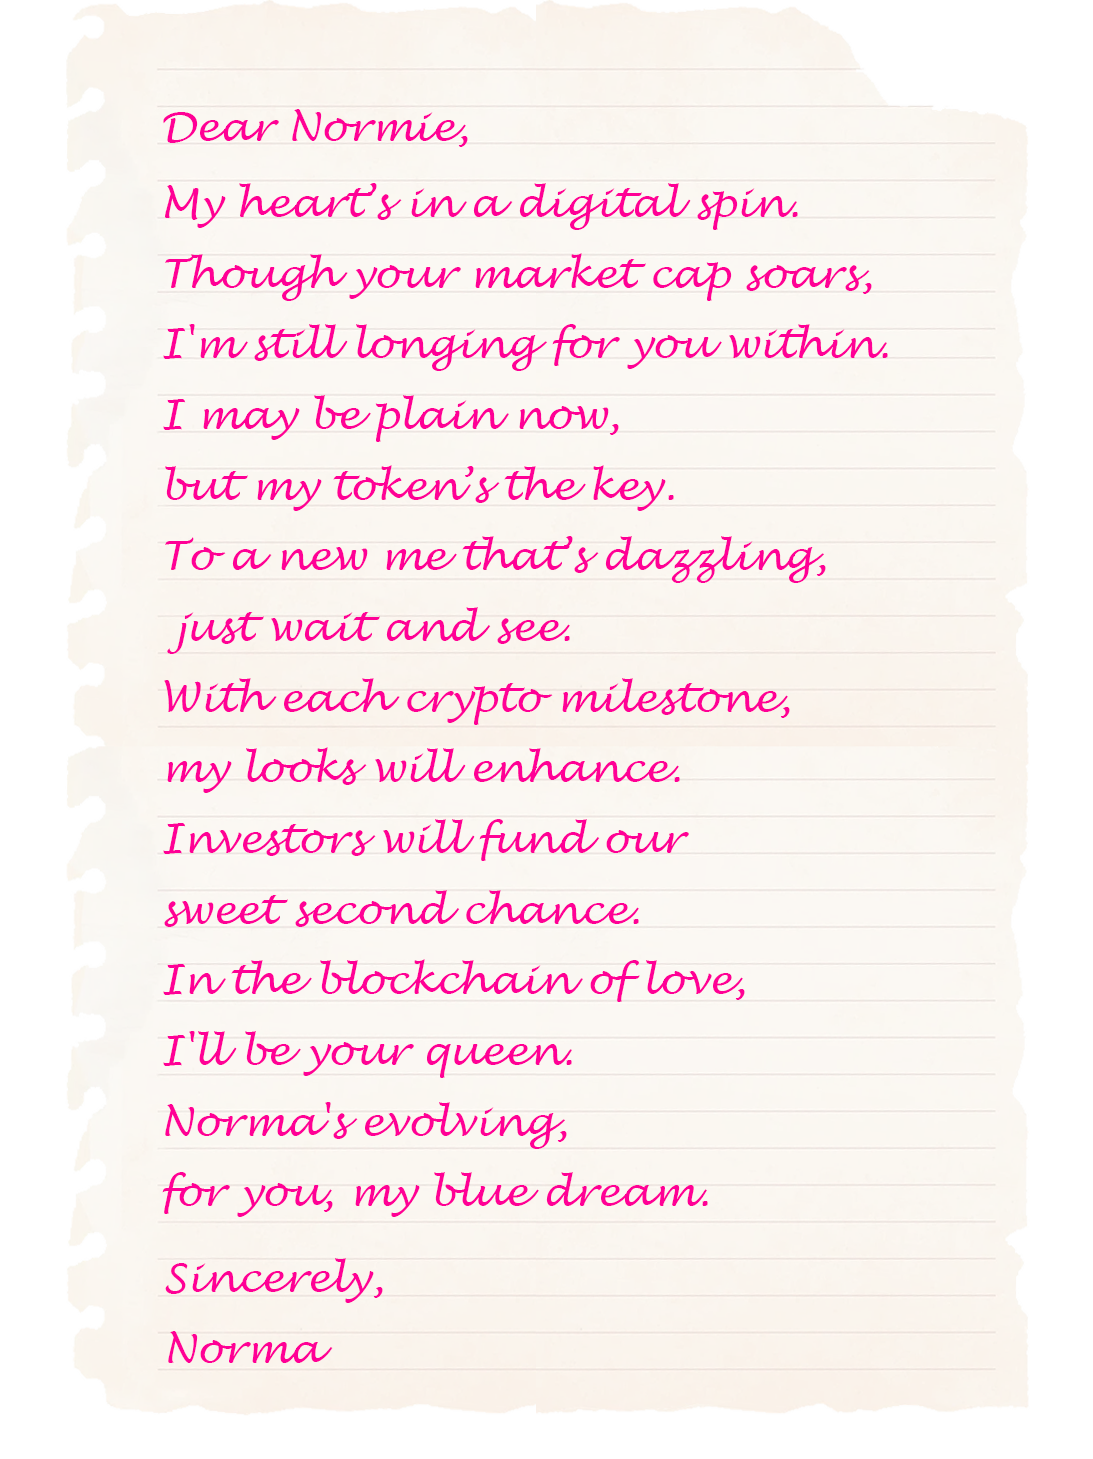 Dear Normie,
My heart’s in a digital spin.
Though your market cap soars,
I'm still longing for you within.
I may be plain now,
but my token’s the key.
To a new me that’s dazzling,
just wait and see.
With each crypto milestone,
my looks will enhance.
Investors will fund our
sweet second chance.
In the blockchain of love,
I'll be your queen.
Norma's evolving,
for you, my blue dream.
Sincerely,
Norma